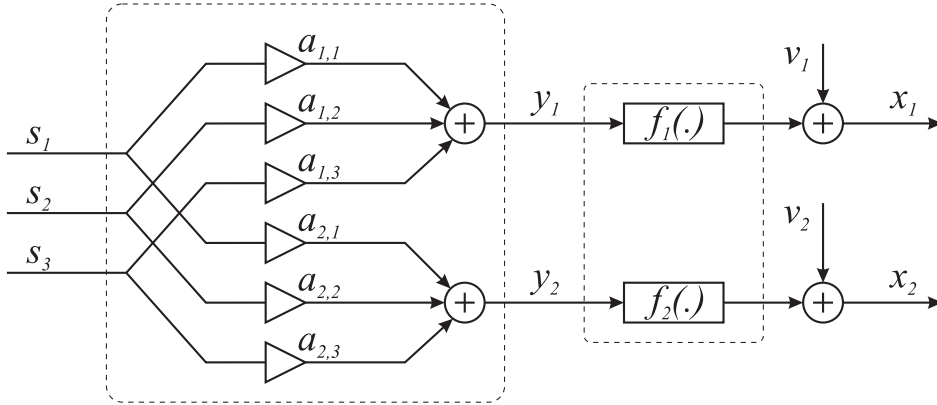 s₁
s₂
s₃
a₁,₁
a₁,₂
a₁,₃
a₂,₁
a₂,₂
a₂,₃
+
+
y₁
y₂
f₁(.)
f₂(.)
v₁
v₂
+
+
x₁
x₂